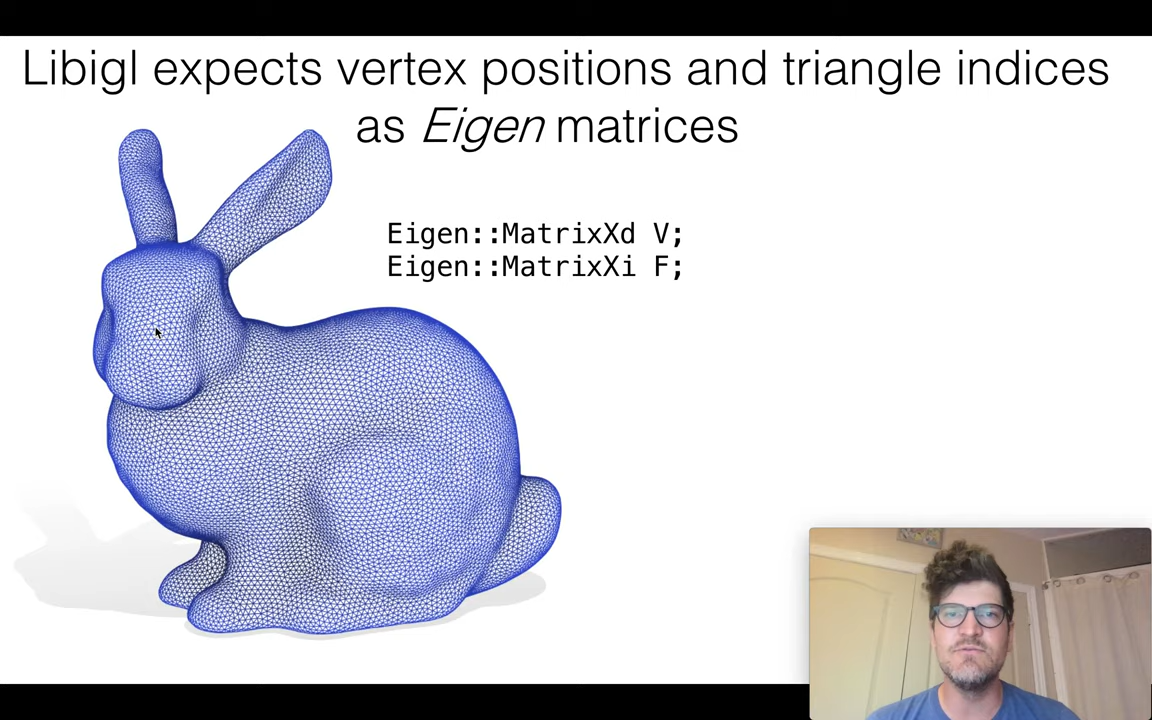 Libigl expects vertex positions and triangle indices
as Eigen matrices
Eigen::MatrixXd V;
Eigen::MatrixXi F;